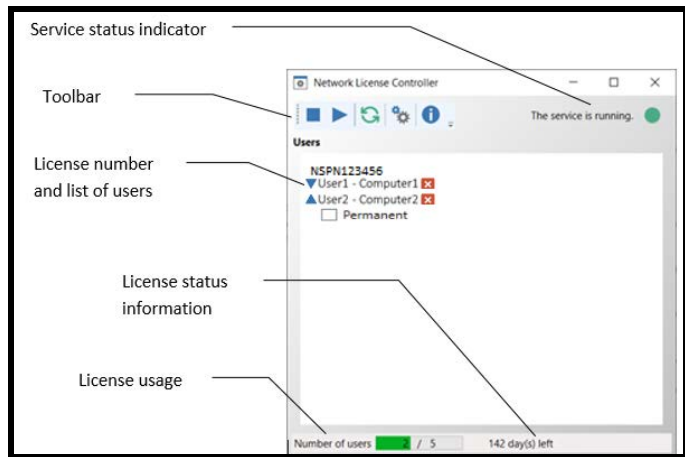 Service status indicator
Network License Controller
Toolbar
The service is running.
Users
License number
and list of users
NSPN123456
User1 - Computer1
User2 - Computer2
Permanent
License status
information
License usage
Number of users 2 / 5 142 day(s) left